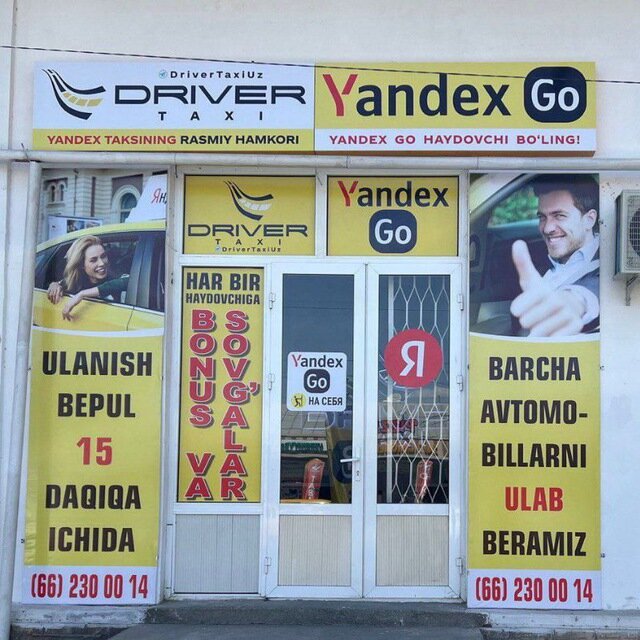 DriverTaxiUz
DRIVER
TAXI
YANDEX TAKSINING RASMIY HAMKORI
Yandex Go
YANDEX GO HAYDOVCHI BO‘LING!
DRIVER
TAXI
DriverTaxiUz
Yandex
Go
ULANISH
BEPUL
15
DAQIQA
ICHIDA
(66) 230 00 14
HAR BIR
HAYDOVCHIGA
BONUS VA
SOVG‘ALAR
Yandex
Go
НА СЕБЯ
Я
BARCHA
AVTOMO-
BILLARNI
ULAB
BERAMIZ
(66) 230 00 14